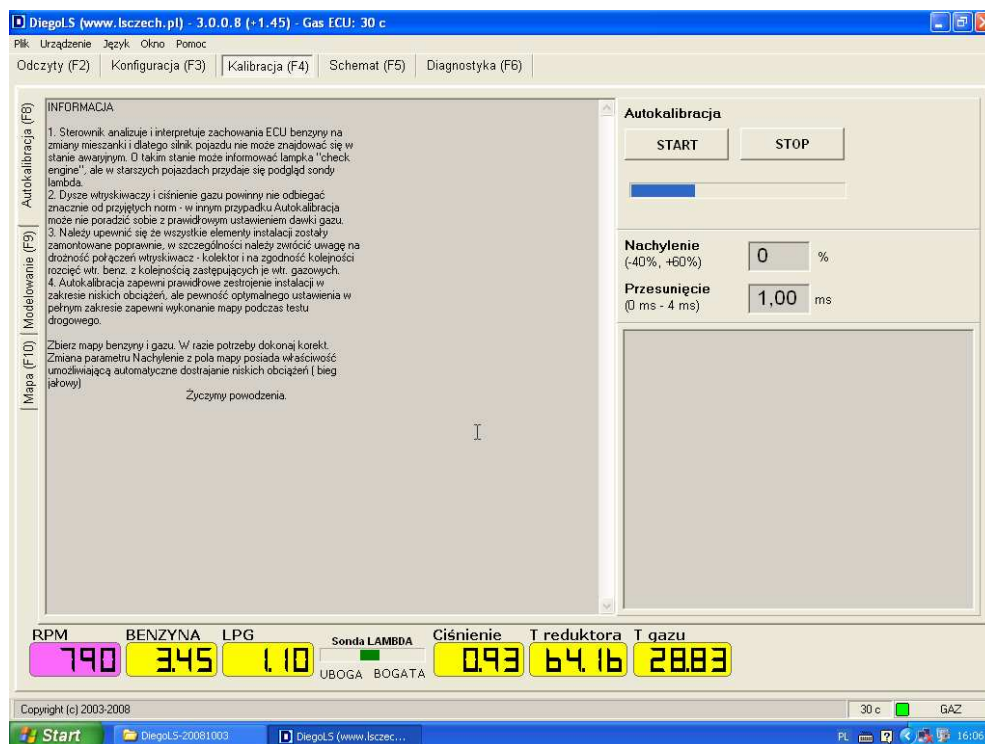 DiegoLS (www.lsczech.pl) - 3.0.0.8 (+1.45) - Gas ECU: 30 c
Plik Urządzenie Język Okno Pomoc
Odczyty (F2) Konfiguracja (F3) Kalibracja (F4) Schemat (F5) Diagnostyka (F6)
Autokalibracja (F8)
Modelowanie (F9)
Mapa (F10)
INFORMACJA
1. Sterownik analizuje i interpretuje zachowania ECU benzyny na
zmiany mieszanki i dlatego silnik pojazdu nie może znajdować się w
stanie awaryjnym. O takim stanie może informować lampka "check
engine", ale w starszych pojazdach przydaje się podgląd sondy
lambda.
2. Dysze wtryskiwaczy i ciśnienie gazu powinny nie odbiegać
znacznie od przyjętych norm - w innym przypadku Autokalibracja
może nie poradzić sobie z prawidłowym ustawieniem dawki gazu.
3. Należy upewnić się że wszystkie elementy instalacji zostały
zamontowane poprawnie, w szczególności należy zwrócić uwagę na
drożność połączeń wtryskiwacz - kolektor i na zgodność kolejności
rozcięć wtr. benz. z kolejnością zastępujących je wtr. gazowych.
4. Autokalibracja zapewni prawidłowe zestrojenie instalacji w
zakresie niskich obciążeń, ale pewność optymalnego ustawienia w
pełnym zakresie zapewni wykonanie mapy podczas testu
drogowego.
Zbierz mapy benzyny i gazu. W razie potrzeby dokonaj korekt.
Zmiana parametru Nachylenie z pola mapy posiada właściwość
umożliwiającą automatyczne dostrajanie niskich obciążeń ( bieg
jałowy)
Życzymy powodzenia.
Autokalibracja
START STOP
Nachylenie
(-40%, +60%) 0 %
Przesunięcie
(0 ms - 4 ms) 1,00 ms
RPM BENZYNA LPG Sonda LAMBDA Ciśnienie T reduktora T gazu
790 3.45 1.10 0.93 64.16 28.83
UBOGA BOGATA
Copyright (c) 2003-2008 30 c GAZ
Start DiegoLS-20081003 DiegoLS (www.lsczec... PL 16:06